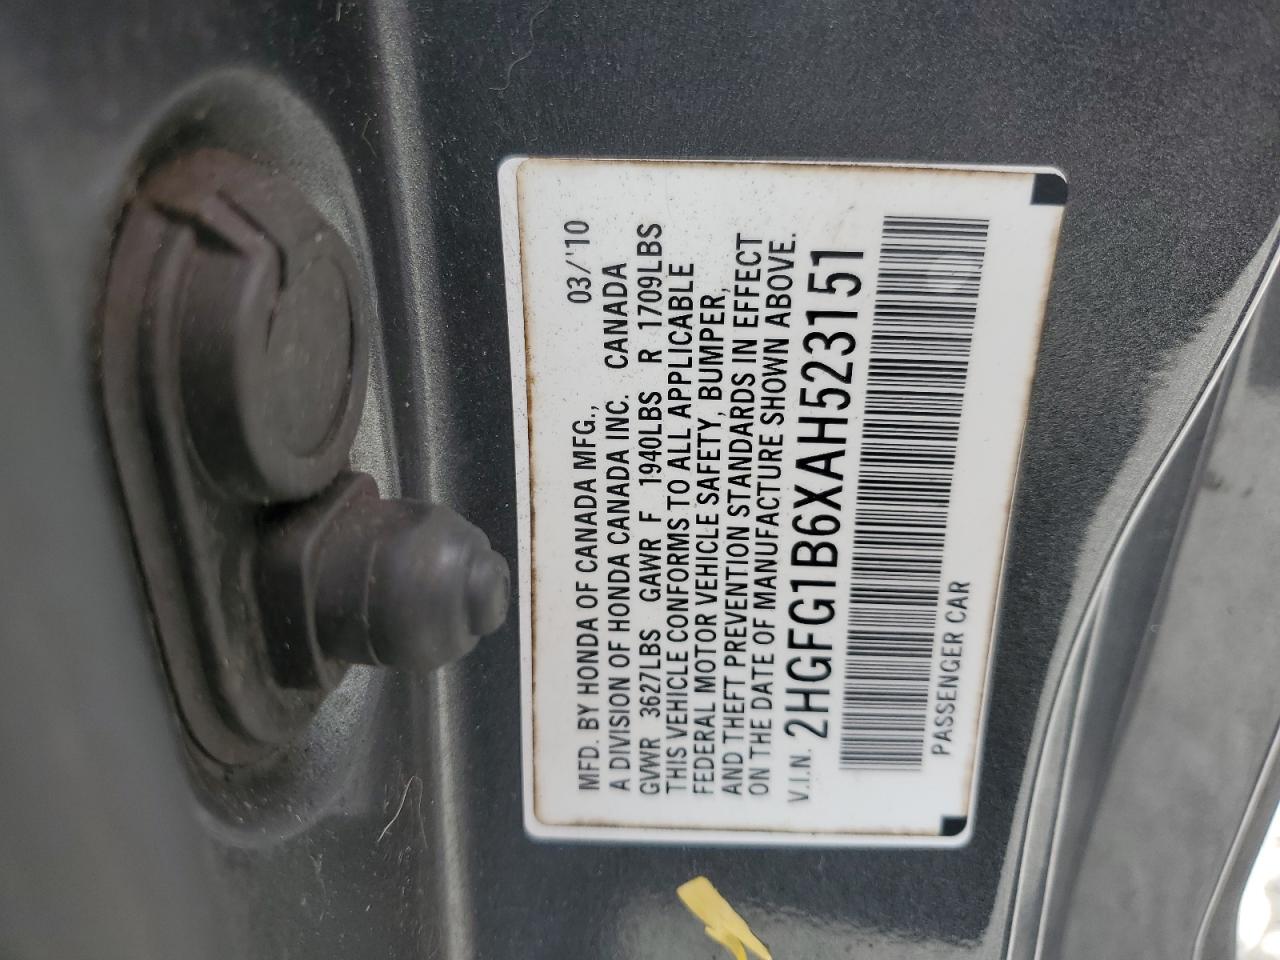 MFD. BY HONDA OF CANADA MFG., 03/'10
A DIVISION OF HONDA CANADA INC. CANADA
GVWR 3627LBS GAWR F 1940LBS R 1709LBS
THIS VEHICLE CONFORMS TO ALL APPLICABLE
FEDERAL MOTOR VEHICLE SAFETY, BUMPER,
AND THEFT PREVENTION STANDARDS IN EFFECT
ON THE DATE OF MANUFACTURE SHOWN ABOVE.
V.I.N. 2HGFG1B6XAH523151
PASSENGER CAR